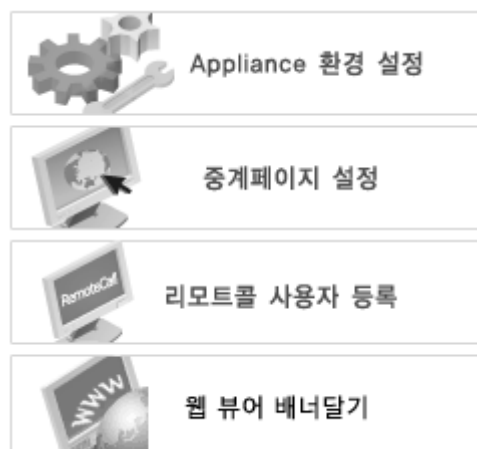 Appliance 환경 설정
중계페이지 설정
RemoteCall
리모트콜 사용자 등록
WWW
웹 뷰어 배너달기